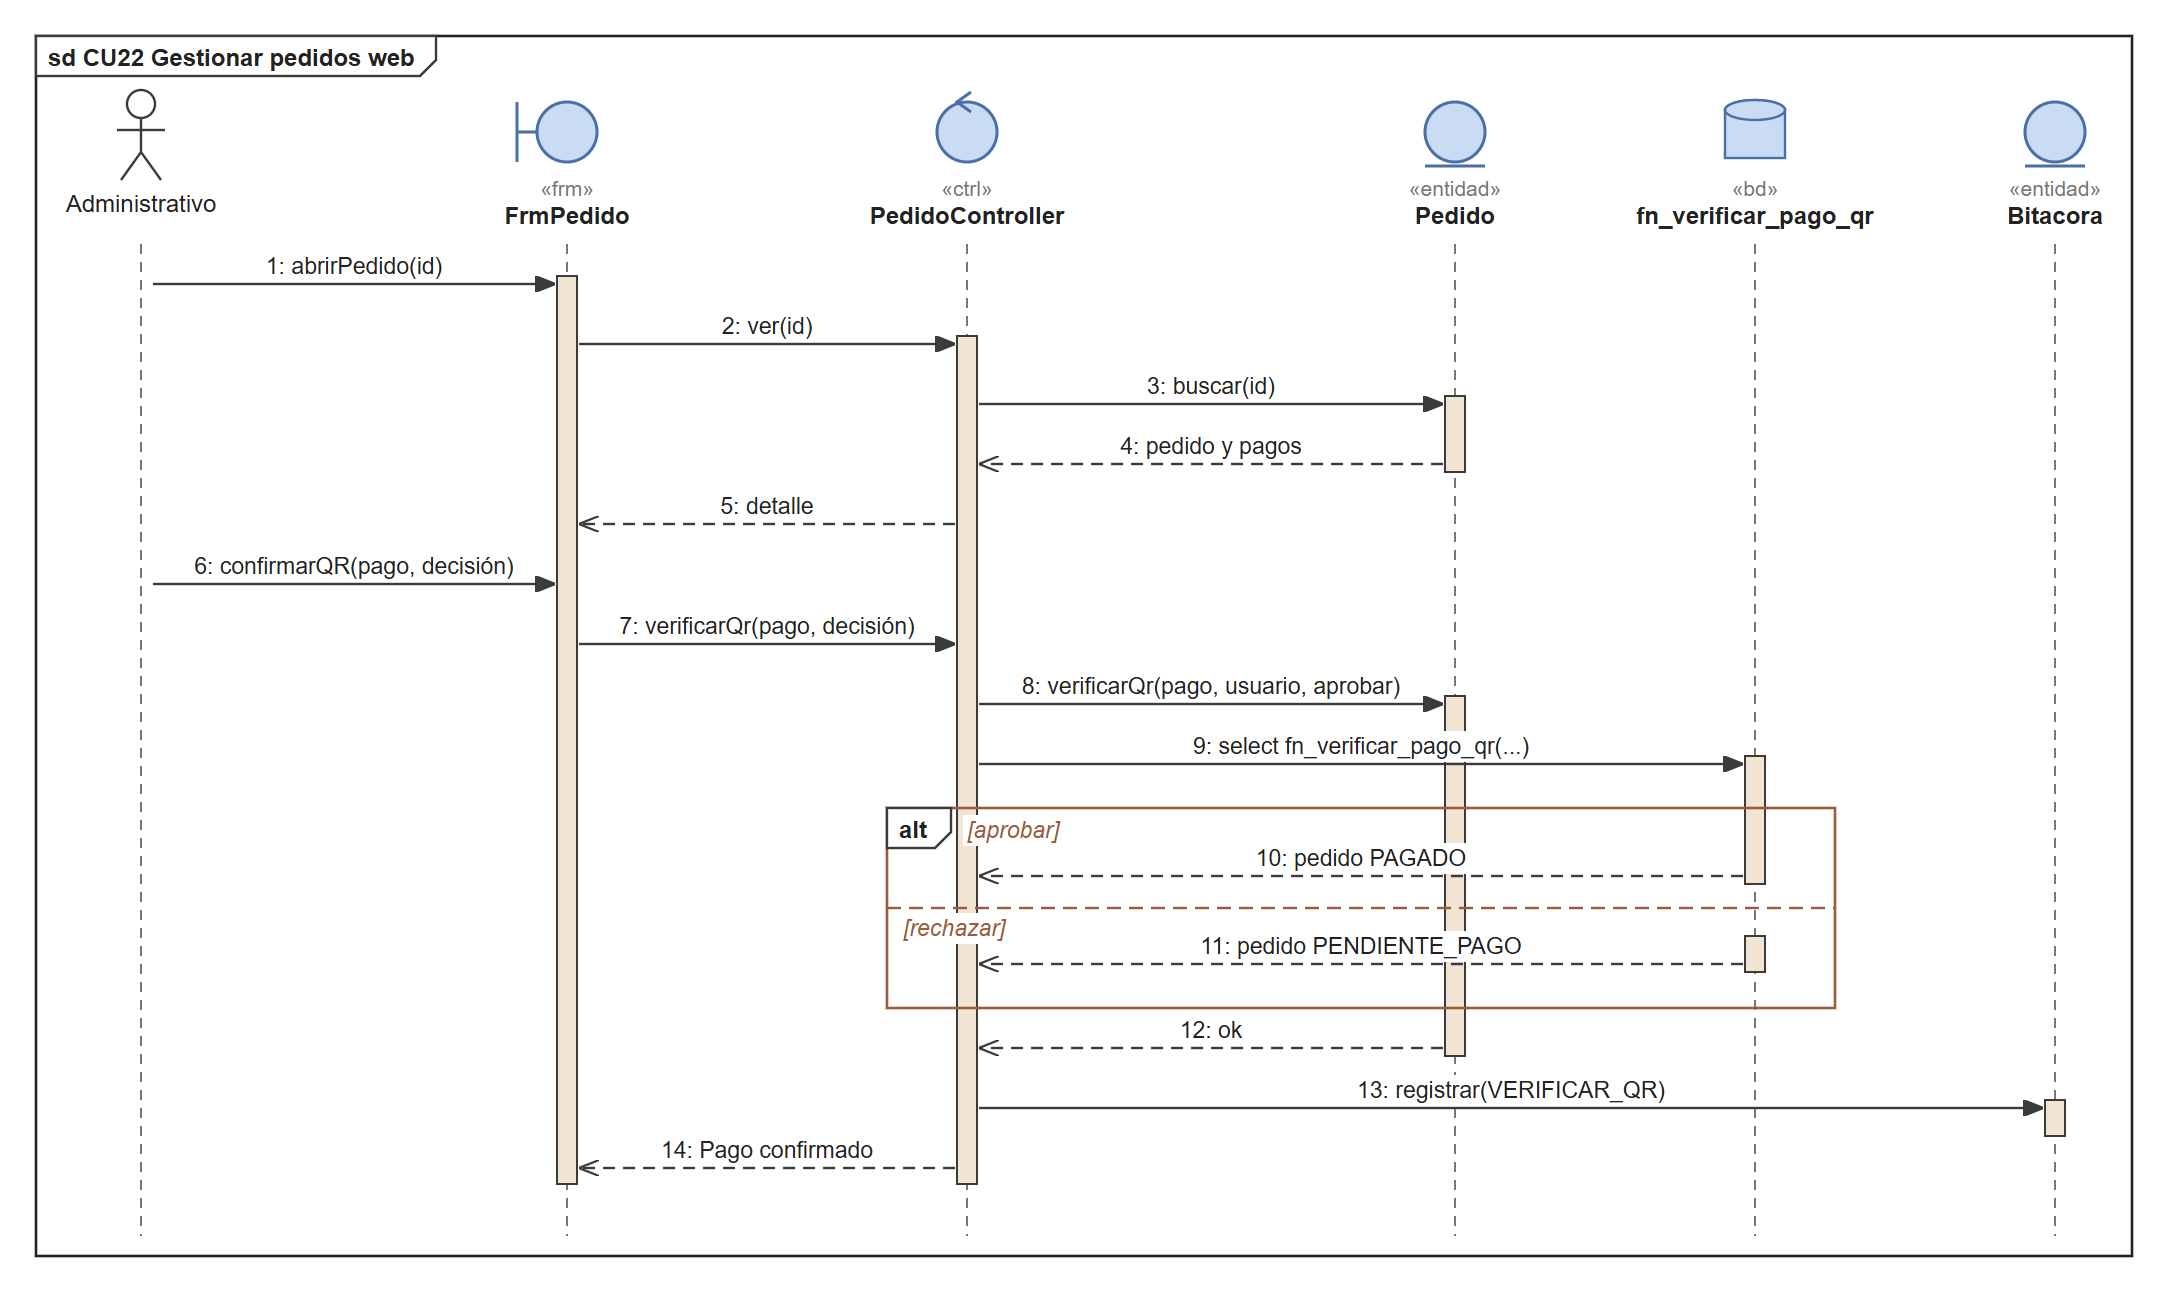 sd CU22 Gestionar pedidos web
Administrativo
«frm»
FrmPedido
«ctrl»
PedidoController
«entidad»
Pedido
«bd»
fn_verificar_pago_qr
«entidad»
Bitacora
1: abrirPedido(id)
2: ver(id)
3: buscar(id)
4: pedido y pagos
5: detalle
6: confirmarQR(pago, decisión)
7: verificarQr(pago, decisión)
8: verificarQr(pago, usuario, aprobar)
9: select fn_verificar_pago_qr(...)
alt [aprobar]
10: pedido PAGADO
[rechazar]
11: pedido PENDIENTE_PAGO
12: ok
13: registrar(VERIFICAR_QR)
14: Pago confirmado